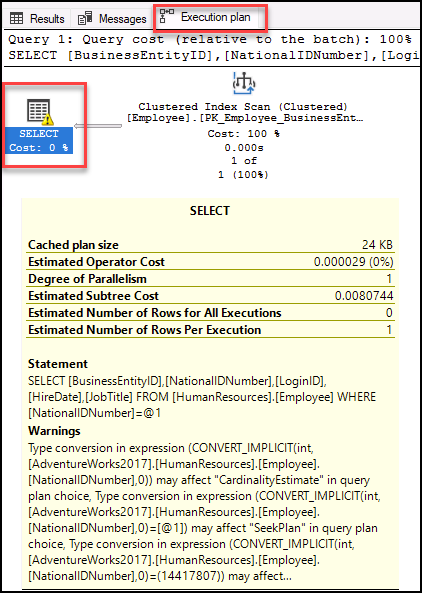 Results Messages Execution plan
Query 1: Query cost (relative to the batch): 100%
SELECT [BusinessEntityID],[NationalIDNumber],[Logi
Clustered Index Scan (Clustered)
[Employee].[PK_Employee_BusinessEnt…
SELECT
Cost: 0 %
Cost: 100 %
0.000s
1 of
1 (100%)
SELECT
Cached plan size 24 KB
Estimated Operator Cost 0.000029 (0%)
Degree of Parallelism 1
Estimated Subtree Cost 0.0080744
Estimated Number of Rows for All Executions 0
Estimated Number of Rows Per Execution 1
Statement
SELECT [BusinessEntityID],[NationalIDNumber],[LoginID],
[HireDate],[JobTitle] FROM [HumanResources].[Employee] WHERE
[NationalIDNumber]=@1
Warnings
Type conversion in expression (CONVERT_IMPLICIT(int,
[AdventureWorks2017].[HumanResources].[Employee].
[NationalIDNumber],0)) may affect "CardinalityEstimate" in query
plan choice, Type conversion in expression (CONVERT_IMPLICIT(int,
[AdventureWorks2017].[HumanResources].[Employee].
[NationalIDNumber],0)=[@1]) may affect "SeekPlan" in query plan
choice, Type conversion in expression (CONVERT_IMPLICIT(int,
[AdventureWorks2017].[HumanResources].[Employee].
[NationalIDNumber],0)=(14417807)) may affect...